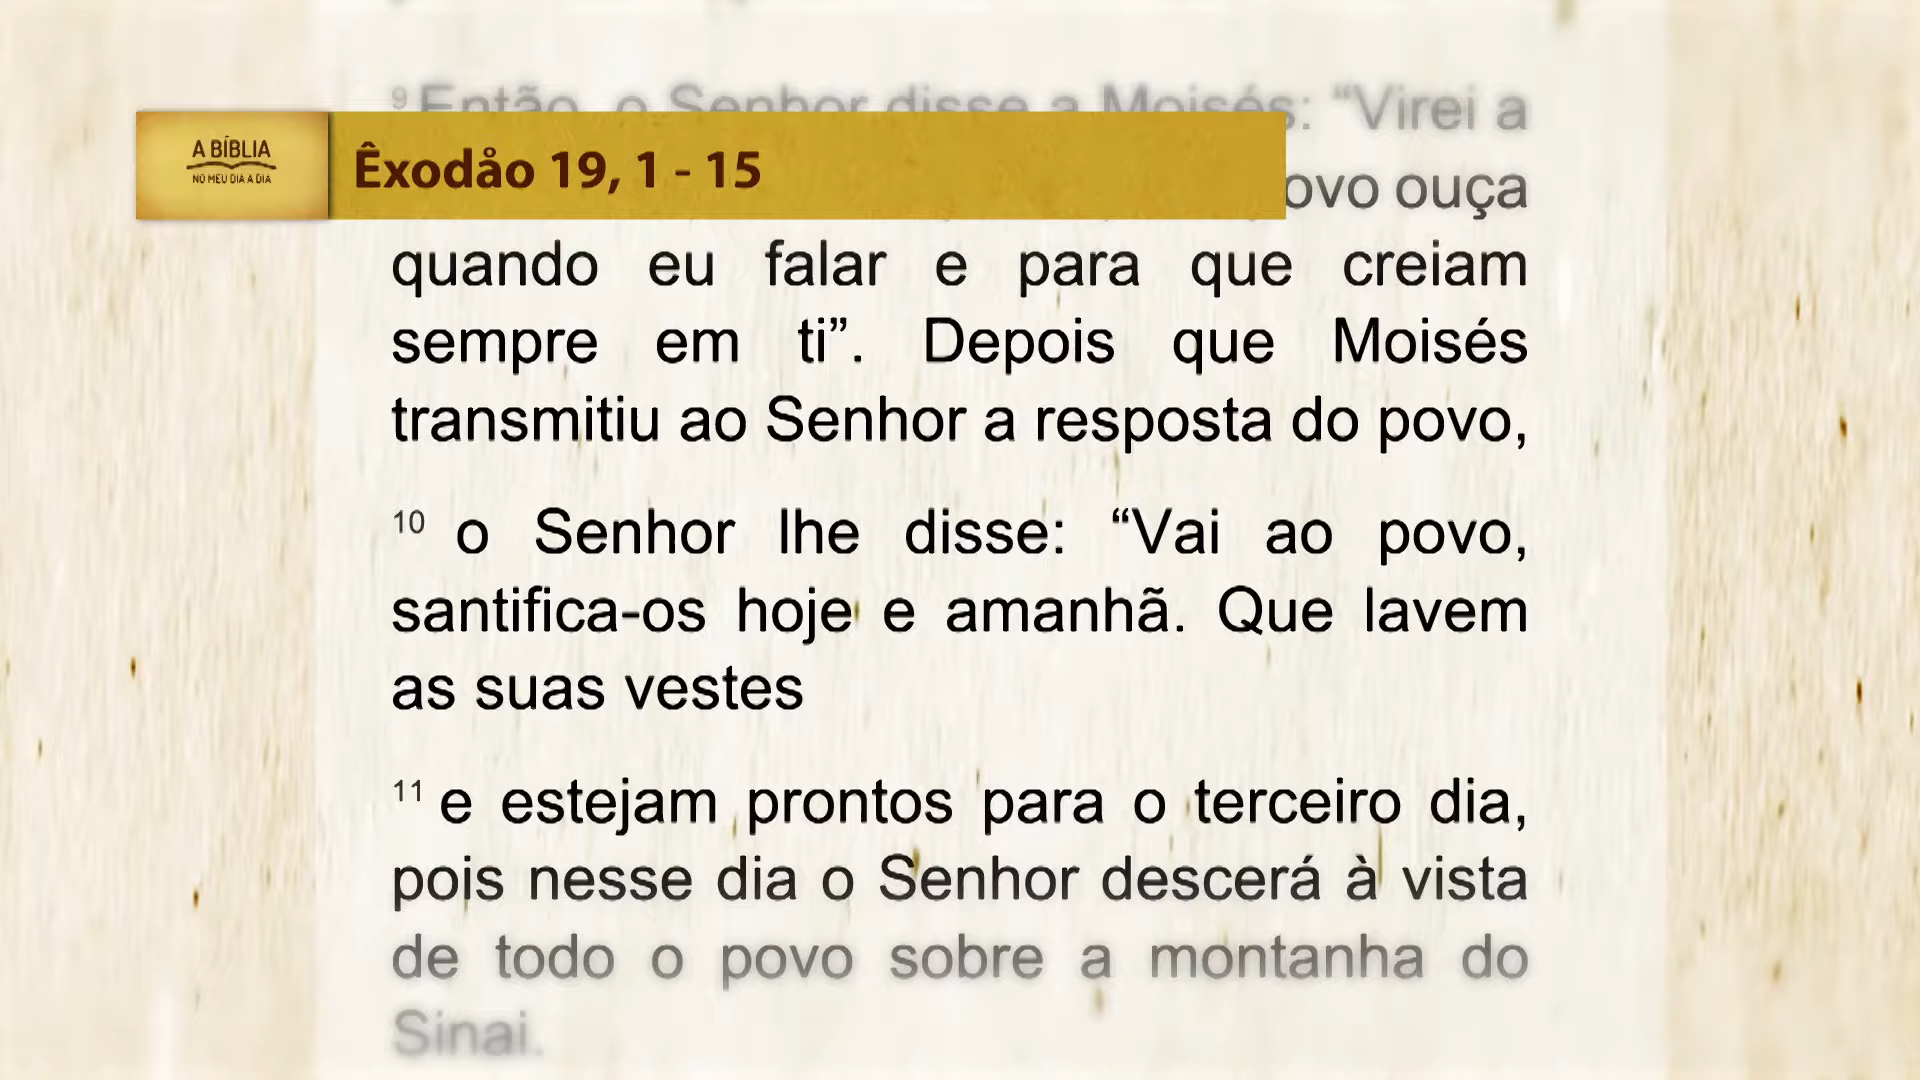 9 Então, o Senhor disse a Moisés: “Virei a
A BÍBLIA
NO MEU DIA A DIA
Êxodåo 19, 1 - 15
ouça
quando eu falar e para que creiam
sempre em ti”. Depois que Moisés
transmitiu ao Senhor a resposta do povo,
10 o Senhor lhe disse: “Vai ao povo,
santifica-os hoje e amanhã. Que lavem
as suas vestes
11 e estejam prontos para o terceiro dia,
pois nesse dia o Senhor descerá à vista
de todo o povo sobre a montanha do
Sinai.